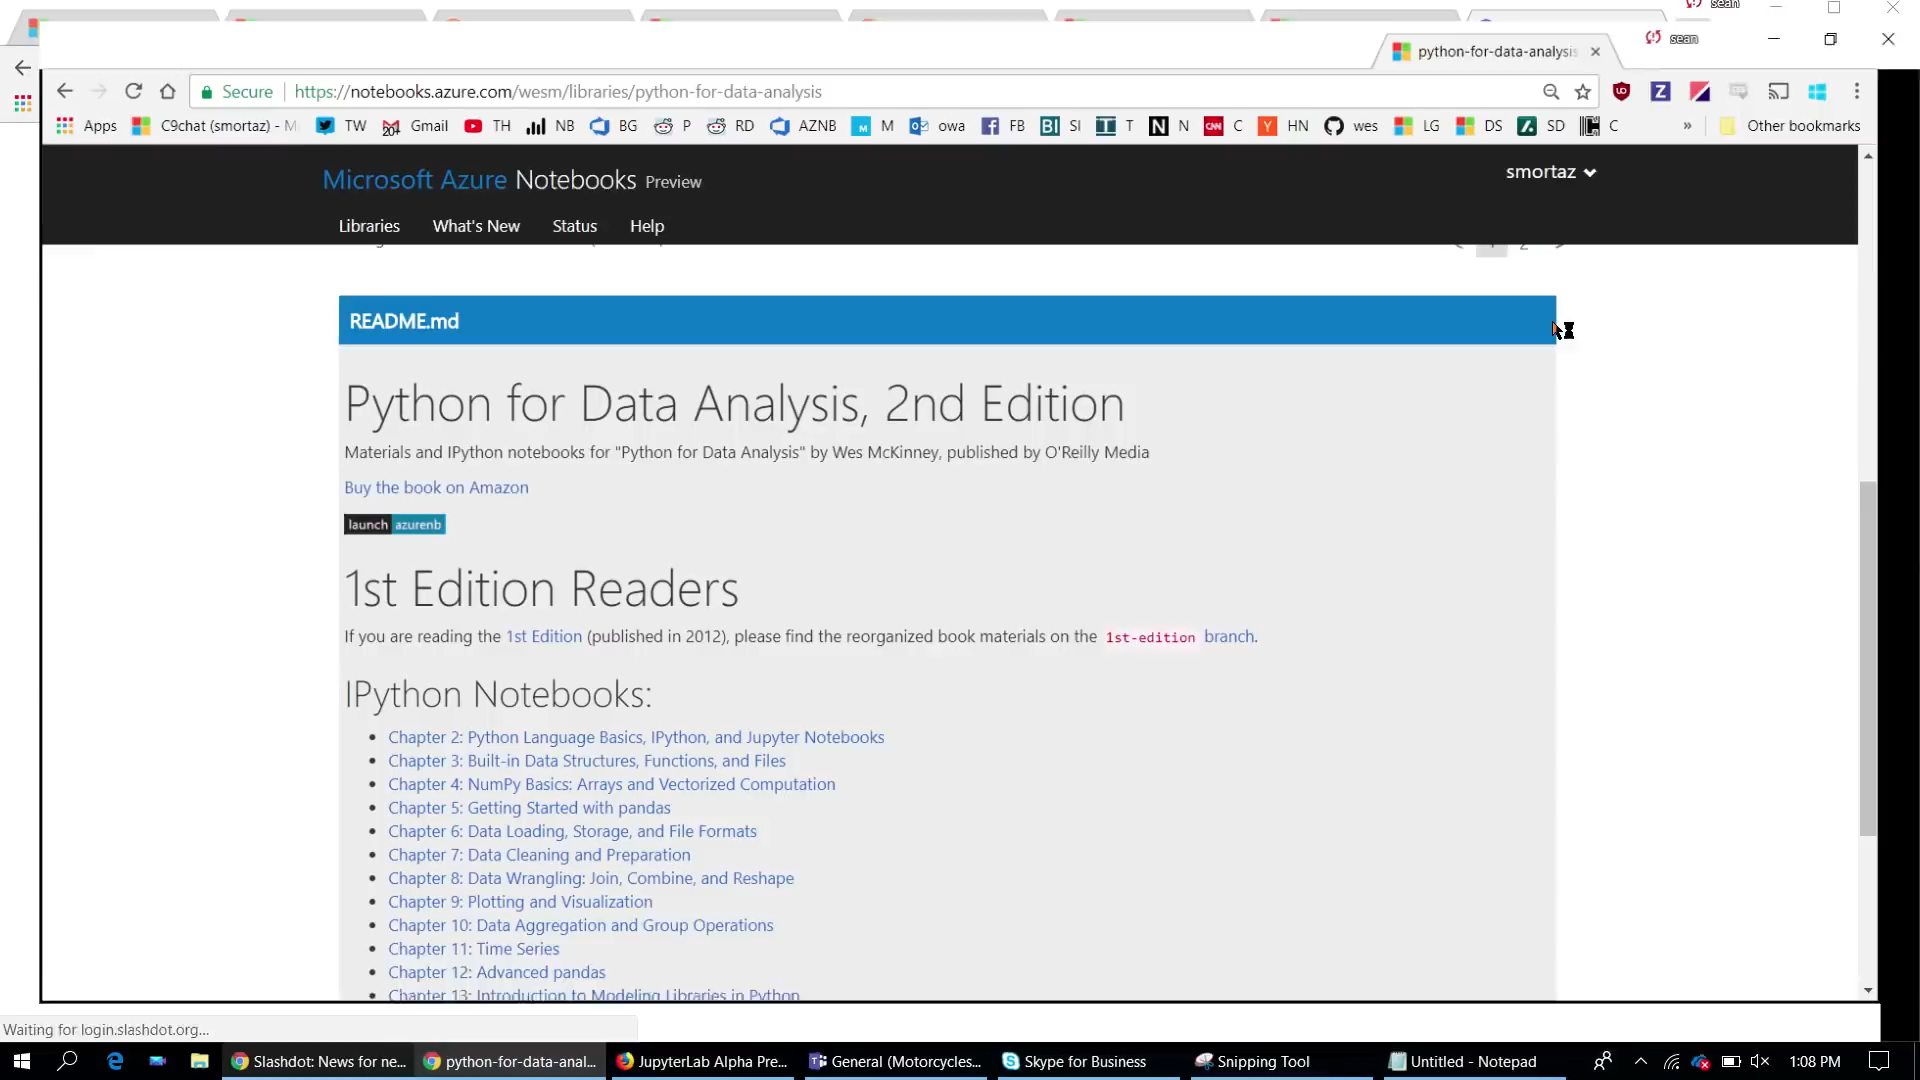 sean
python-for-data-analysis
sean
Secure
https://notebooks.azure.com/wesm/libraries/python-for-data-analysis
Apps C9chat (smortaz) - M TW Gmail TH NB BG P RD AZNB M owa FB SI T N C HN wes LG DS SD C » Other bookmarks
Microsoft Azure Notebooks Preview
smortaz
Libraries What's New Status Help
README.md
Python for Data Analysis, 2nd Edition
Materials and IPython notebooks for "Python for Data Analysis" by Wes McKinney, published by O'Reilly Media
Buy the book on Amazon
launch azurenb
1st Edition Readers
If you are reading the 1st Edition (published in 2012), please find the reorganized book materials on the 1st-edition branch.
IPython Notebooks:
• Chapter 2: Python Language Basics, IPython, and Jupyter Notebooks
• Chapter 3: Built-in Data Structures, Functions, and Files
• Chapter 4: NumPy Basics: Arrays and Vectorized Computation
• Chapter 5: Getting Started with pandas
• Chapter 6: Data Loading, Storage, and File Formats
• Chapter 7: Data Cleaning and Preparation
• Chapter 8: Data Wrangling: Join, Combine, and Reshape
• Chapter 9: Plotting and Visualization
• Chapter 10: Data Aggregation and Group Operations
• Chapter 11: Time Series
• Chapter 12: Advanced pandas
• Chapter 13: Introduction to Modeling Libraries in Python
Waiting for login.slashdot.org...
Slashdot: News for ne... python-for-data-anal... JupyterLab Alpha Pre... General (Motorcycles... Skype for Business Snipping Tool Untitled - Notepad 1:08 PM